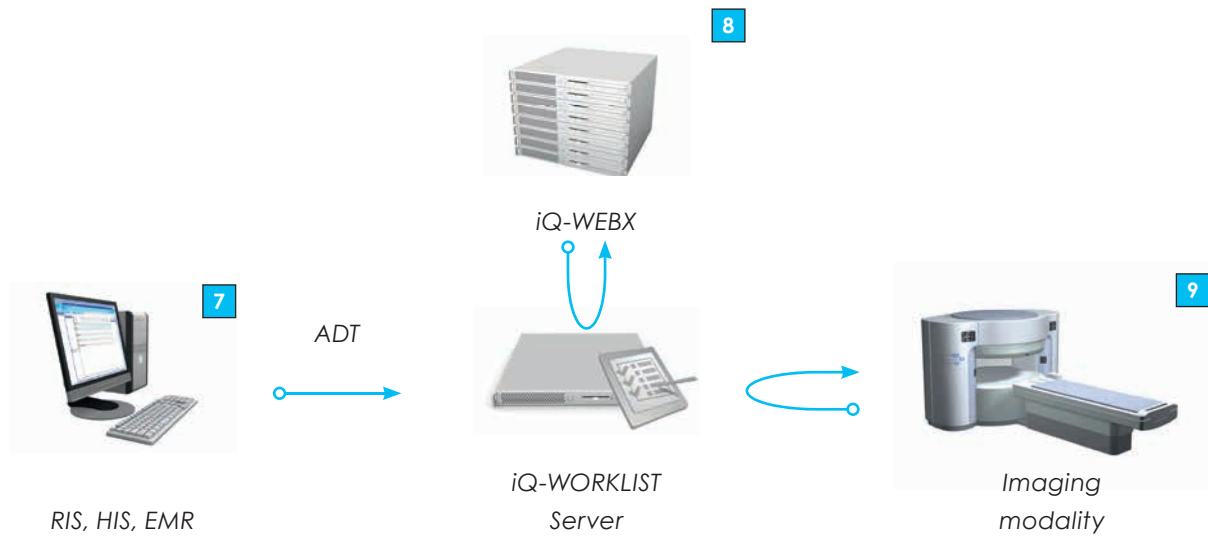 8
iQ-WEBX
7
ADT
9
iQ-WORKLIST
Server
Imaging
modality
RIS, HIS, EMR